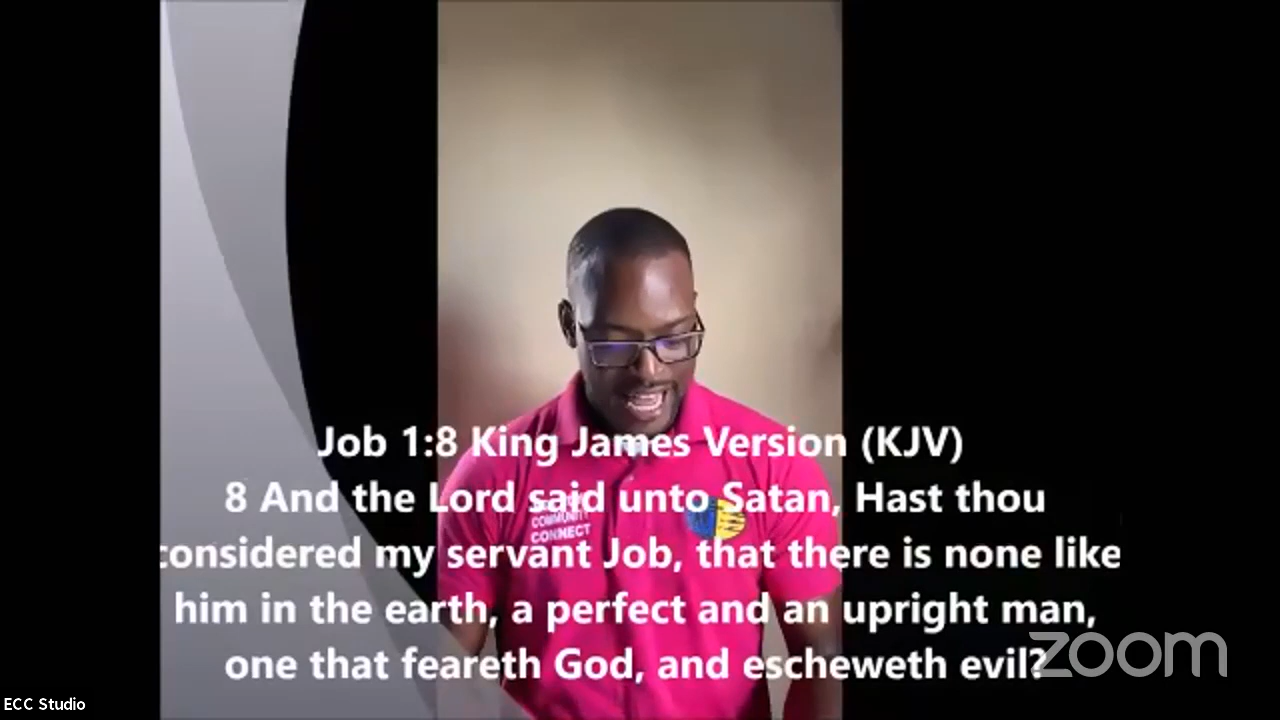 Job 1:8 King James Version (KJV)
8 And the Lord said unto Satan, Hast thou
considered my servant Job, that there is none like
him in the earth, a perfect and an upright man,
one that feareth God, and escheweth evil?
COMMUNITY
CONNECT
zoom
ECC Studio